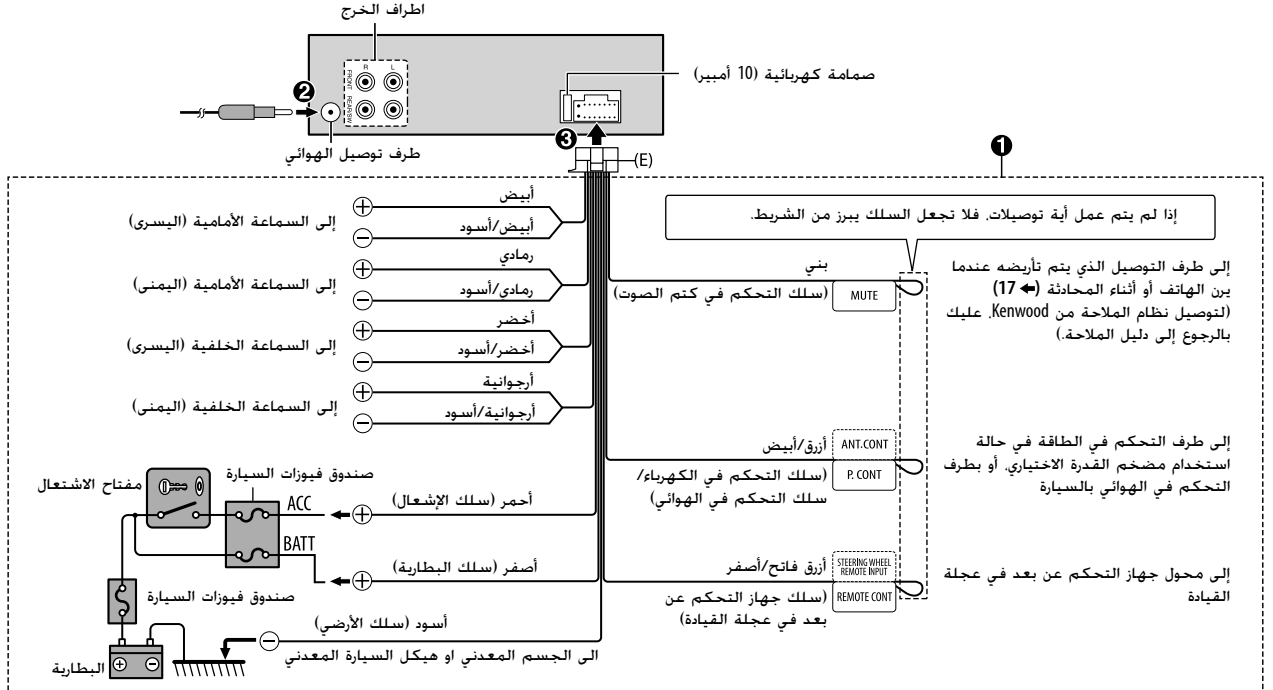 اطراف الخرج
صمامة كهربائية (10 أمبير)
R
L
FRONT
REAR/SW
❷
طرف توصيل الهوائي
❸
(E)
❶
إذا لم يتم عمل أية توصيلات، فلا تجعل السلك يبرز من الشريط.
أبيض
أبيض/أسود
إلى السماعة الأمامية (اليسرى)
رمادي
رمادي/أسود
إلى السماعة الأمامية (اليمنى)
أخضر
أخضر/أسود
إلى السماعة الخلفية (اليسرى)
أرجوانية
أرجوانية/أسود
إلى السماعة الخلفية (اليمنى)
بني
(سلك التحكم في كتم الصوت)
MUTE
إلى طرف التوصيل الذي يتم تأريضه عندما
يرن الهاتف أو أثناء المحادثة (➜ 17)
(لتوصيل نظام الملاحة من Kenwood، عليك
بالرجوع إلى دليل الملاحة.)
أزرق/أبيض
(سلك التحكم في الكهرباء/
سلك التحكم في الهوائي)
ANT.CONT
P. CONT
إلى طرف التحكم في الطاقة في حالة
استخدام مضخم القدرة الاختياري، أو بطرف
التحكم في الهوائي بالسيارة
أزرق فاتح/أصفر
(سلك جهاز التحكم عن
بعد في عجلة القيادة)
STEERING WHEEL
REMOTE INPUT
REMOTE CONT
إلى محول جهاز التحكم عن بعد في عجلة
القيادة
صندوق فيوزات السيارة
مفتاح الاشتعال
ACC
أحمر (سلك الإشعال)
BATT
أصفر (سلك البطارية)
صندوق فيوزات السيارة
أسود (سلك الأرضي)
الى الجسم المعدني او هيكل السيارة المعدني
البطارية